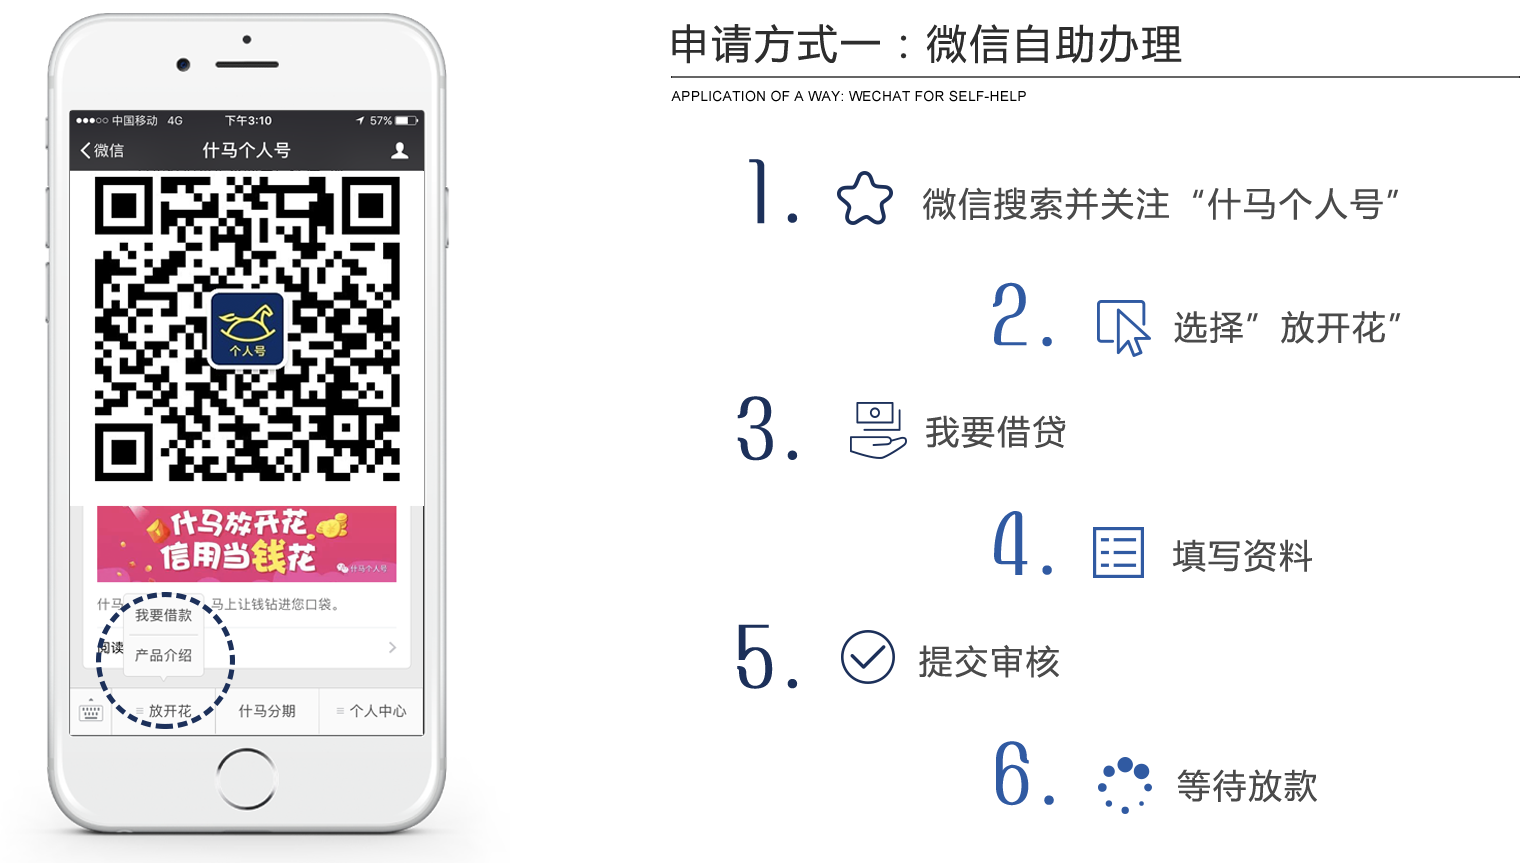 中国移动 4G 下午3:10 57%
微信 什马个人号
个人号
什马放开花
信用当钱花
什马个人号
什马 马上让钱钻进您口袋。
我要借款
阅读
产品介绍
放开花 什马分期 个人中心
申请方式一：微信自助办理
APPLICATION OF A WAY: WECHAT FOR SELF-HELP
1. 微信搜索并关注“什马个人号”
2. 选择”放开花”
3. 我要借贷
4. 填写资料
5. 提交审核
6. 等待放款